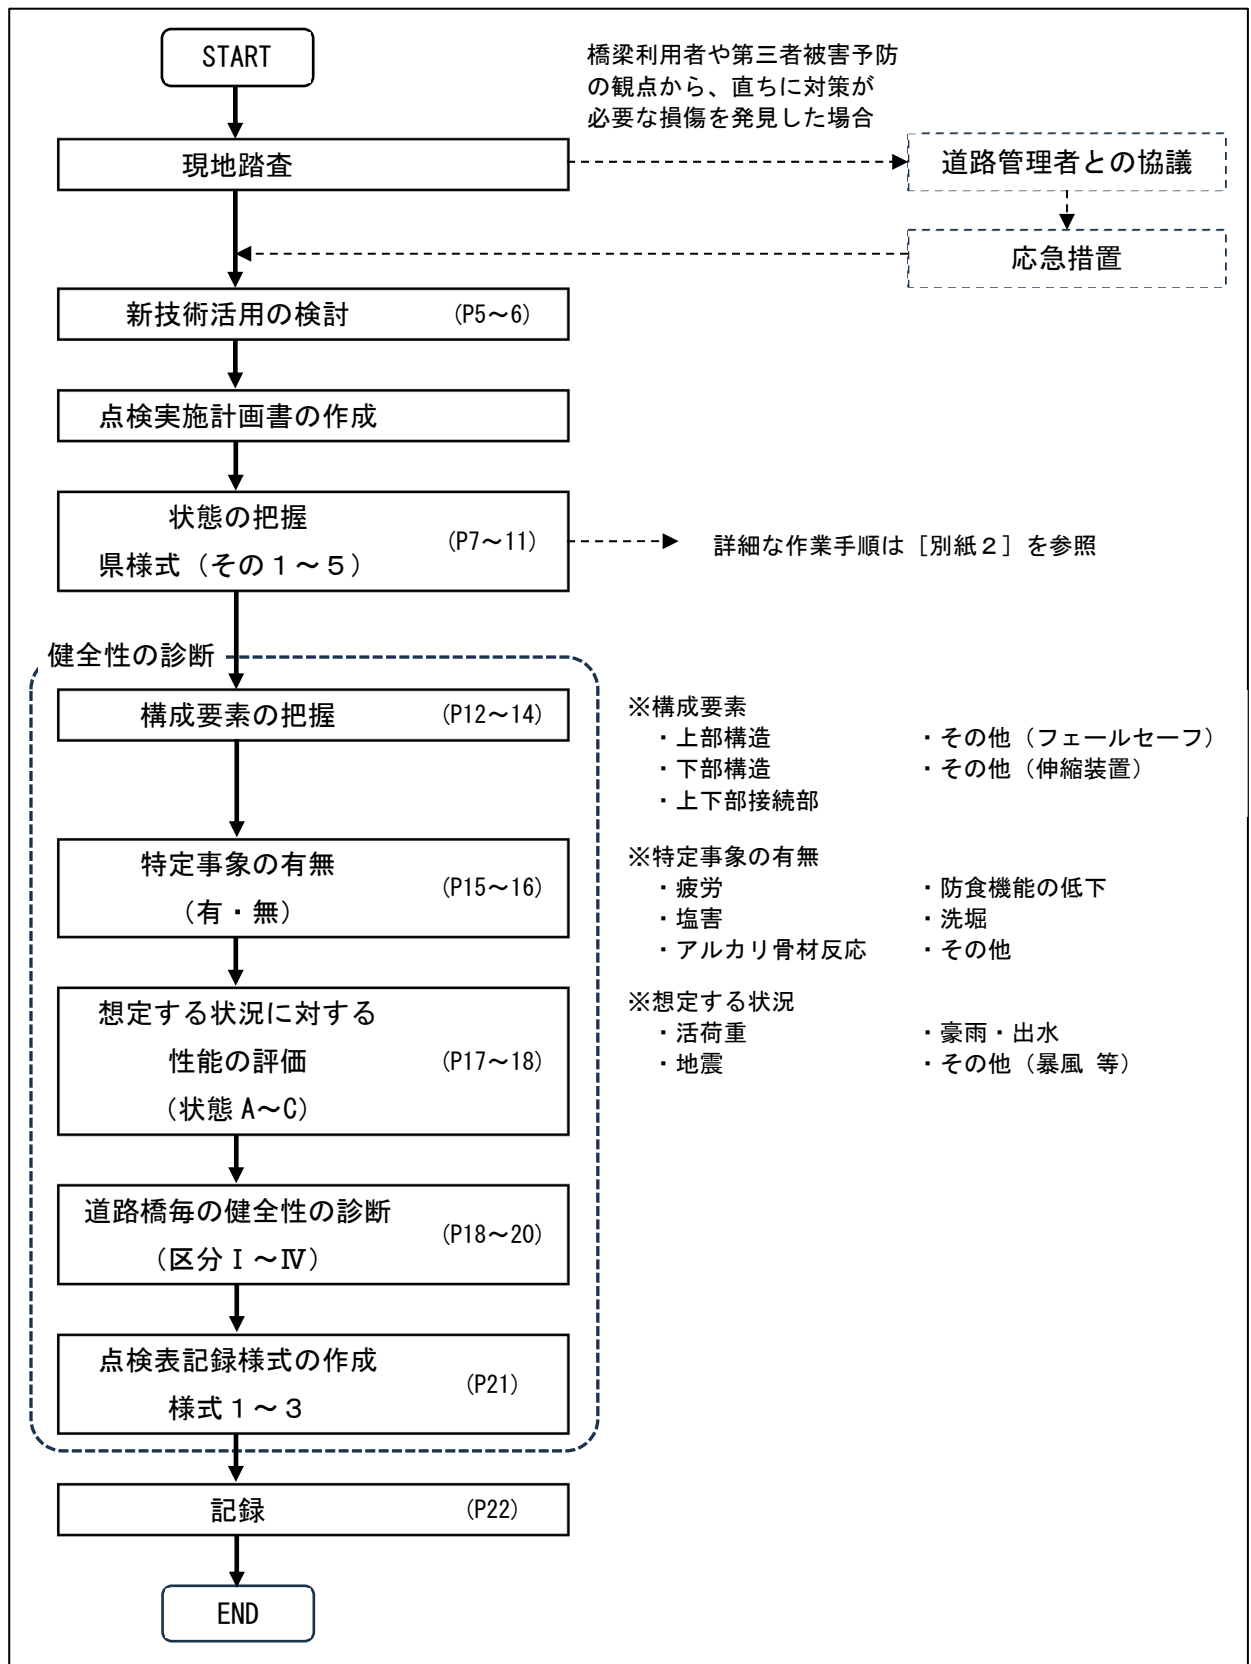 START
橋梁利用者や第三者被害予防
の観点から、直ちに対策が
必要な損傷を発見した場合
現地踏査
道路管理者との協議
応急措置
新技術活用の検討 (P5～6)
点検実施計画書の作成
状態の把握
県様式（その１～５）
(P7～11)
詳細な作業手順は［別紙２］を参照
健全性の診断
構成要素の把握 (P12～14)
※構成要素
・上部構造 ・その他（フェールセーフ）
・下部構造 ・その他（伸縮装置）
・上下部接続部
特定事象の有無
（有・無）
(P15～16)
※特定事象の有無
・疲労 ・防食機能の低下
・塩害 ・洗堀
・アルカリ骨材反応 ・その他
想定する状況に対する
性能の評価
（状態 A～C）
(P17～18)
※想定する状況
・活荷重 ・豪雨・出水
・地震 ・その他（暴風 等）
道路橋毎の健全性の診断
（区分Ⅰ～Ⅳ）
(P18～20)
点検表記録様式の作成
様式１～３
(P21)
記録 (P22)
END